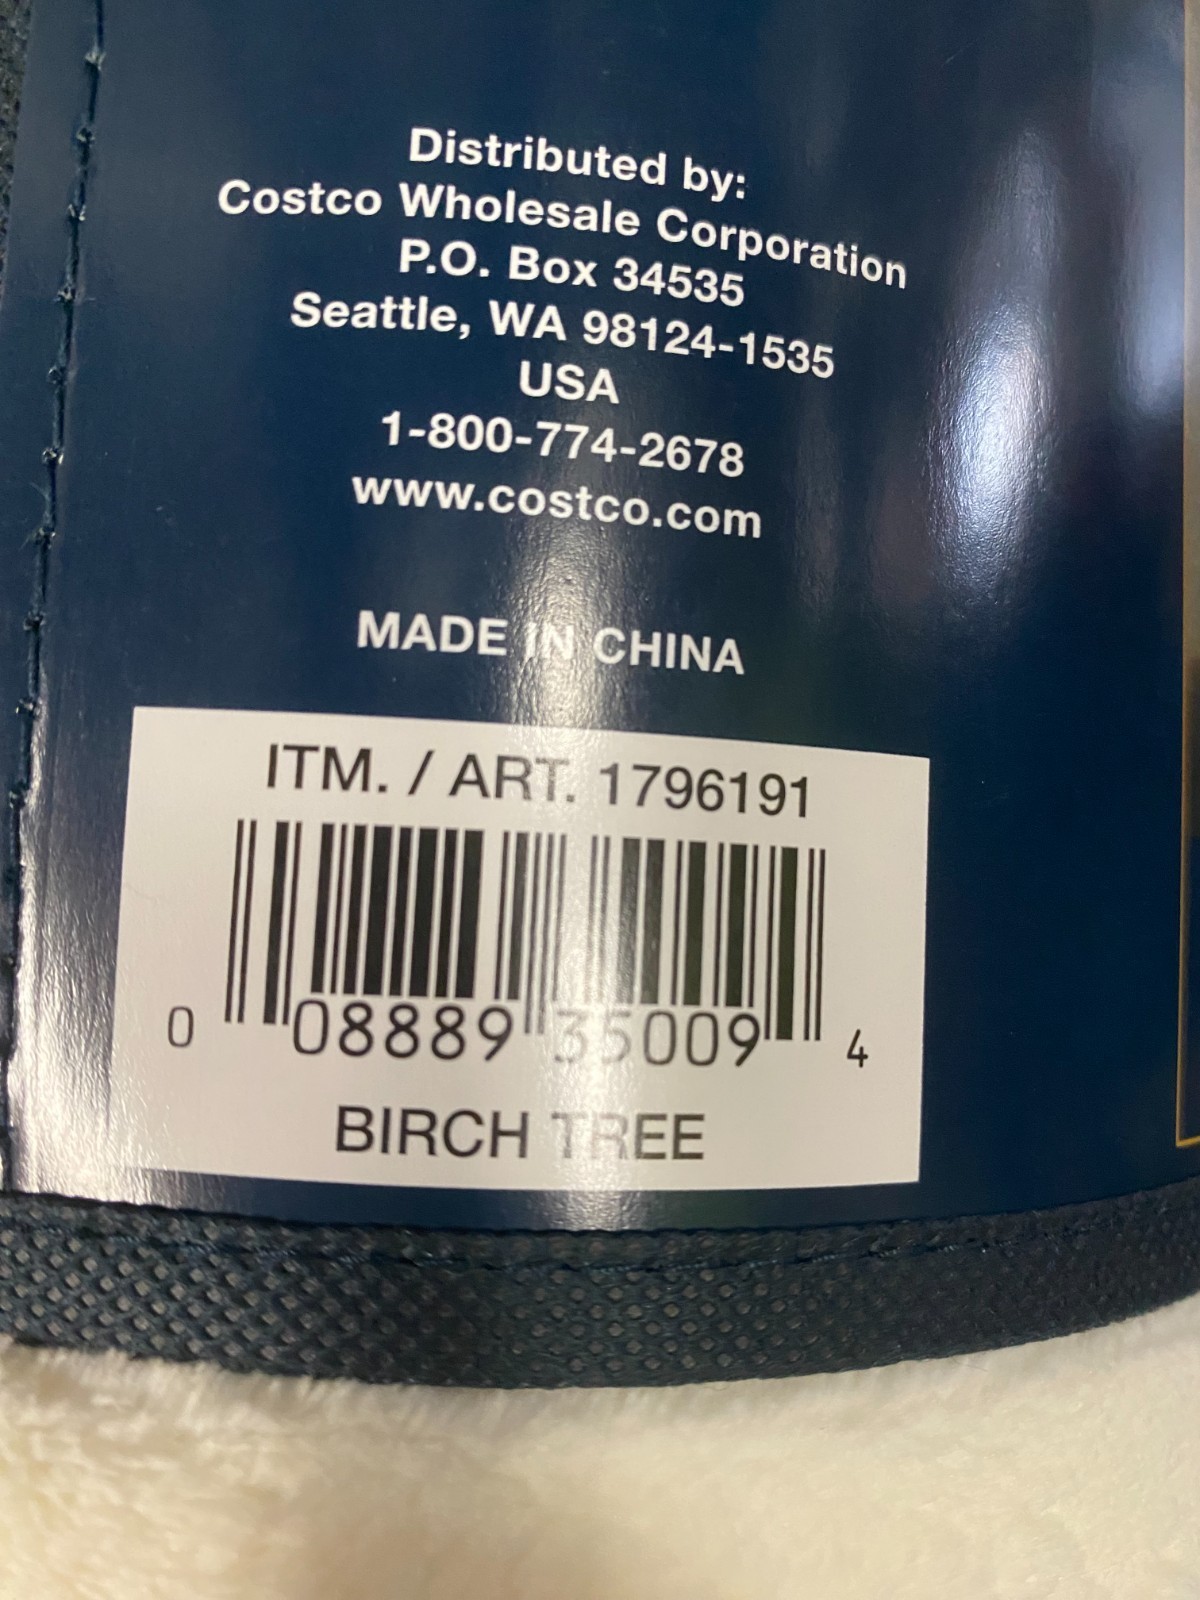 Distributed by:
Costco Wholesale Corporation
P.O. Box 34535
Seattle, WA 98124-1535
USA
1-800-774-2678
www.costco.com
MADE IN CHINA
ITM. / ART. 1796191
0 08889 35009 4
BIRCH TREE